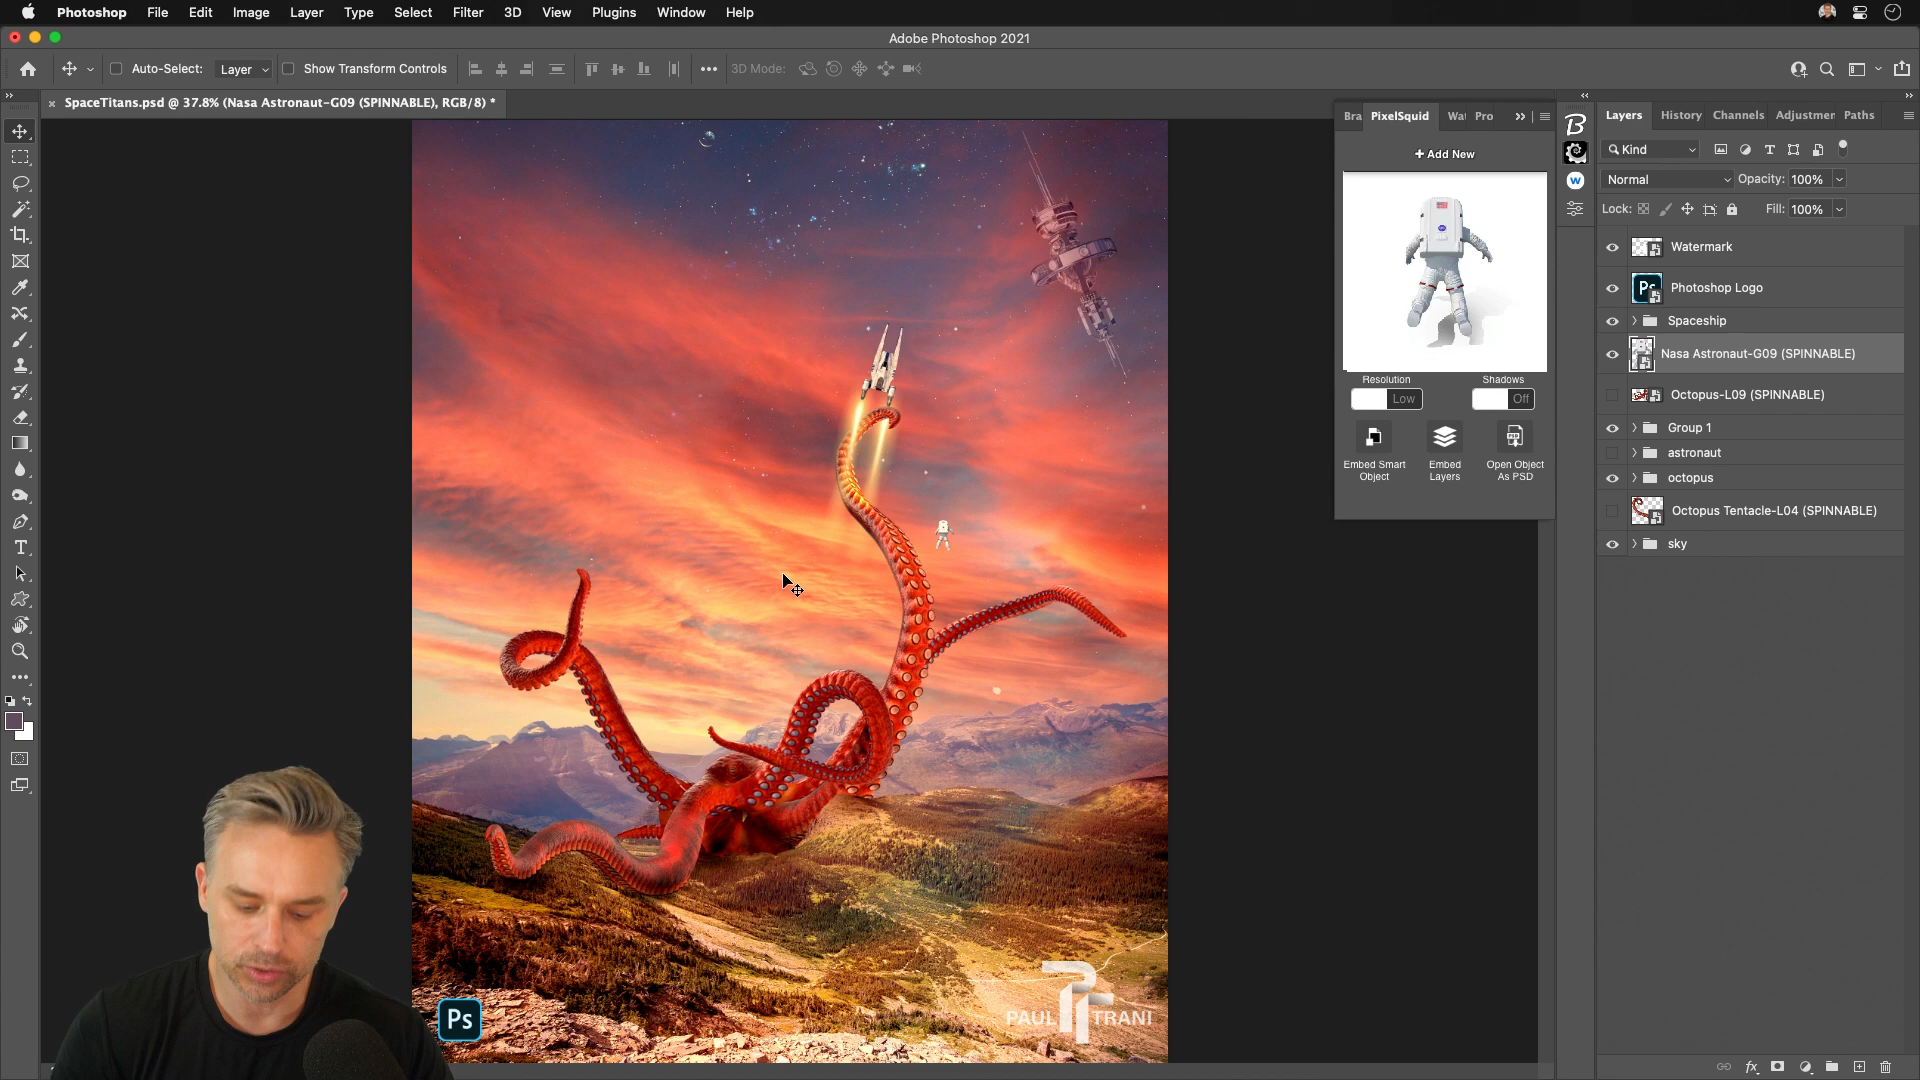 Photoshop File Edit Image Layer Type Select Filter 3D View Plugins Window Help
Adobe Photoshop 2021
Auto-Select: Layer Show Transform Controls 3D Mode:
SpaceTitans.psd @ 37.8% (Nasa Astronaut-G09 (SPINNABLE), RGB/8) *
Bra PixelSquid Wat Pro
+ Add New
Resolution Shadows
Low Off
Embed Smart Object
Embed Layers
Open Object As PSD
Layers History Channels Adjustmen Paths
Kind
Normal Opacity: 100%
Lock: Fill: 100%
Watermark
Photoshop Logo
Spaceship
Nasa Astronaut-G09 (SPINNABLE)
Octopus-L09 (SPINNABLE)
Group 1
astronaut
octopus
Octopus Tentacle-L04 (SPINNABLE)
sky
Ps
PAUL TRANI